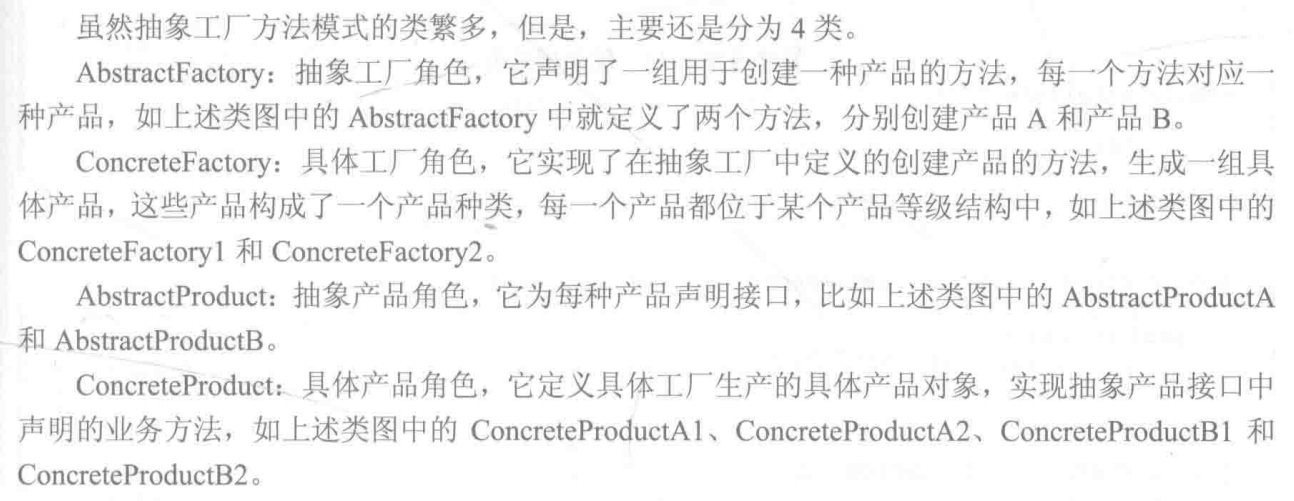 虽然抽象工厂方法模式的类繁多，但是，主要还是分为 4 类。
AbstractFactory：抽象工厂角色，它声明了一组用于创建一种产品的方法，每一个方法对应一
种产品，如上述类图中的 AbstractFactory 中就定义了两个方法，分别创建产品 A 和产品 B。
ConcreteFactory：具体工厂角色，它实现了在抽象工厂中定义的创建产品的方法，生成一组具
体产品，这些产品构成了一个产品种类，每一个产品都位于某个产品等级结构中，如上述类图中的
ConcreteFactory1 和 ConcreteFactory2。
AbstractProduct：抽象产品角色，它为每种产品声明接口，比如上述类图中的 AbstractProductA
和 AbstractProductB。
ConcreteProduct：具体产品角色，它定义具体工厂生产的具体产品对象，实现抽象产品接口中
声明的业务方法，如上述类图中的 ConcreteProductA1、ConcreteProductA2、ConcreteProductB1 和
ConcreteProductB2。